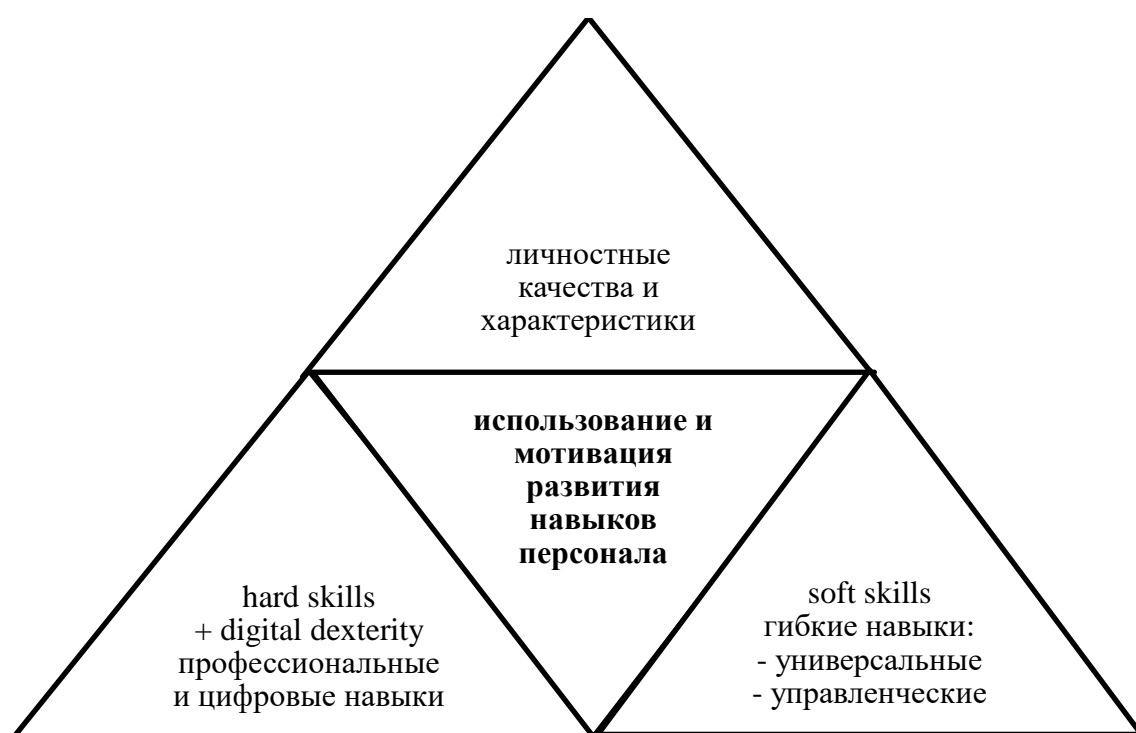 личностные
качества и
характеристики
использование и
мотивация
развития
навыков
персонала
hard skills
+ digital dexterity
профессиональные
и цифровые навыки
soft skills
гибкие навыки:
- универсальные
- управленческие